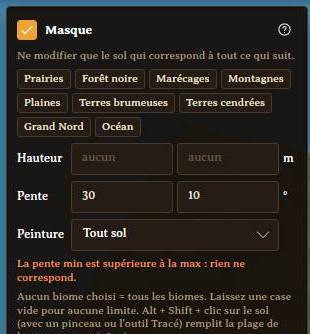 Masque
Ne modifier que le sol qui correspond à tout ce qui suit.
Prairies Forêt noire Marécages Montagnes
Plaines Terres brumeuses Terres cendrées
Grand Nord Océan
Hauteur aucun aucun m
Pente 30 10 °
Peinture Tout sol
La pente min est supérieure à la max : rien ne
correspond.
Aucun biome choisi = tous les biomes. Laissez une case
vide pour aucune limite. Alt + Shift + clic sur le sol
(avec un pinceau ou l'outil Tracé) remplit la plage de